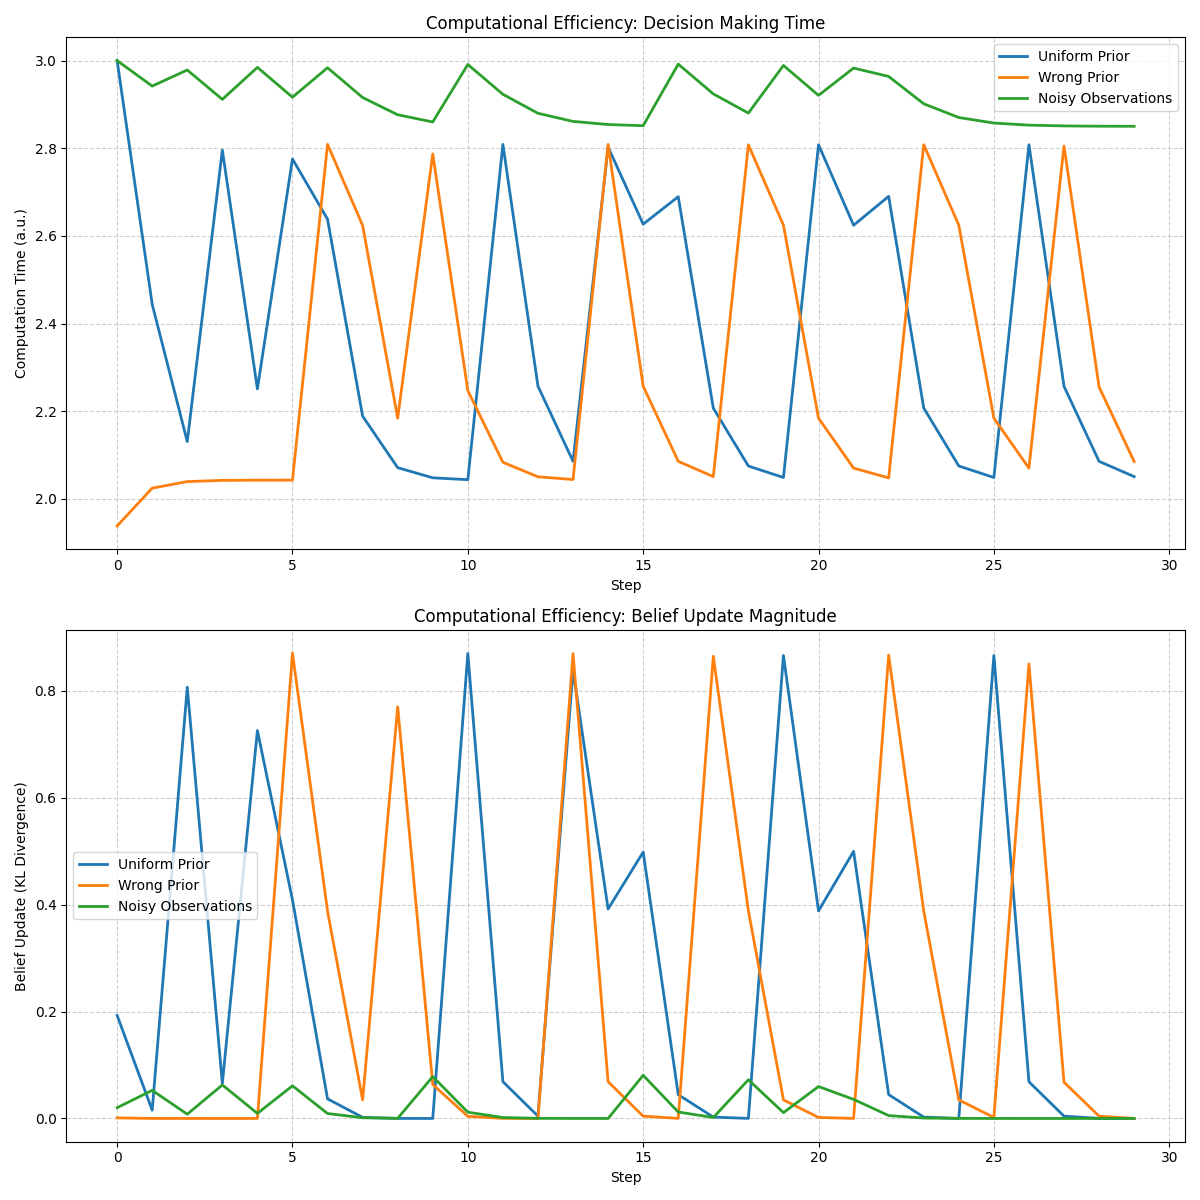 Computational Efficiency: Decision Making Time
Computation Time (a.u.)
3.0
2.8
2.6
2.4
2.2
2.0
Uniform Prior
Wrong Prior
Noisy Observations
0 5 10 15 20 25 30
Step
Computational Efficiency: Belief Update Magnitude
Belief Update (KL Divergence)
0.8
0.6
0.4
0.2
0.0
Uniform Prior
Wrong Prior
Noisy Observations
0 5 10 15 20 25 30
Step